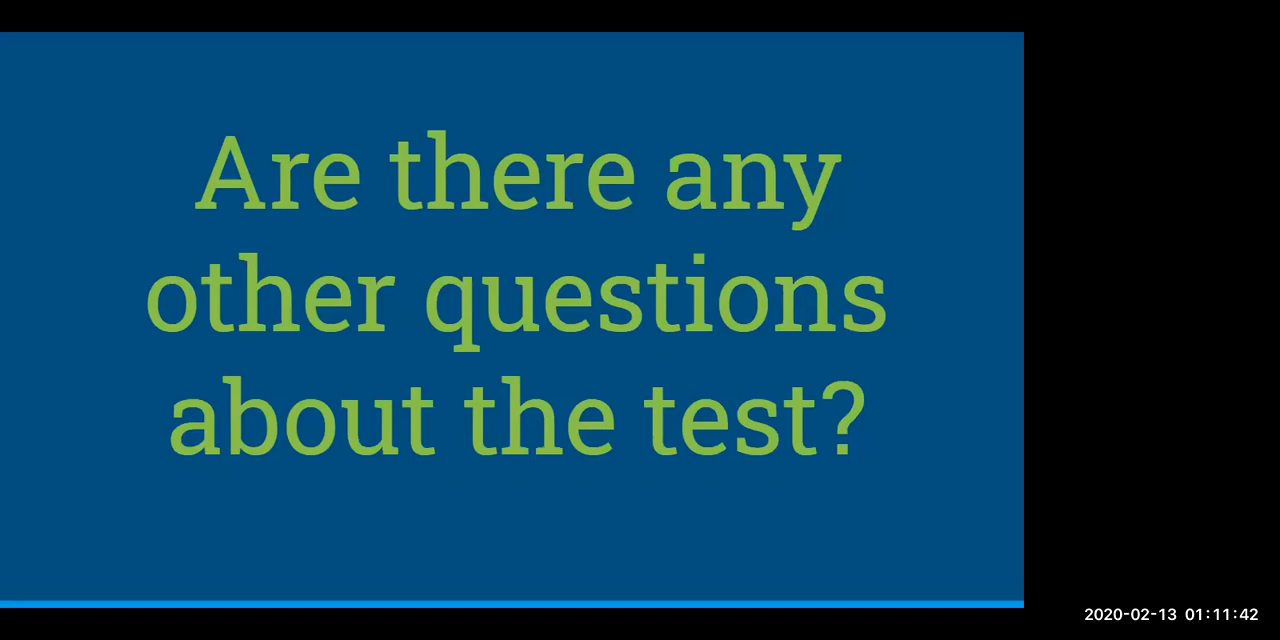 Are there any
other questions
about the test?
2020-02-13 01:11:42